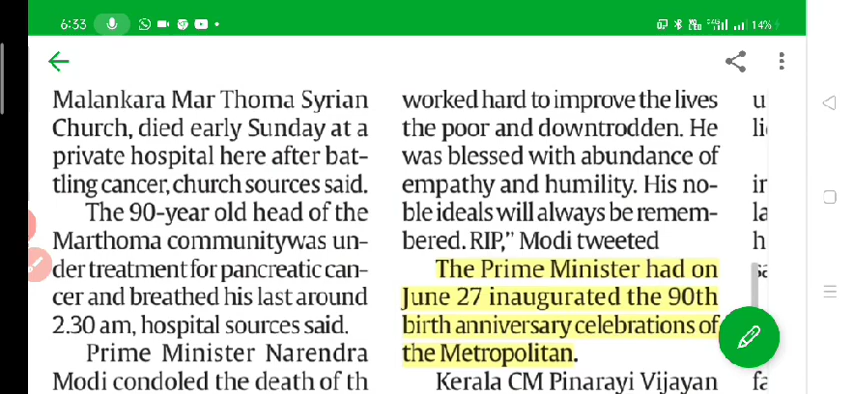 6:33
14%
Malankara Mar Thoma Syrian
Church, died early Sunday at a
private hospital here after bat-
tling cancer, church sources said.
The 90-year old head of the
Marthoma communitywas un-
der treatment for pancreatic can-
cer and breathed his last around
2.30 am, hospital sources said.
Prime Minister Narendra
Modi condoled the death of th
worked hard to improve the lives
the poor and downtrodden. He
was blessed with abundance of
empathy and humility. His no-
ble ideals will always be remem-
bered. RIP," Modi tweeted
The Prime Minister had on
June 27 inaugurated the 90th
birth anniversary celebrations of
the Metropolitan.
Kerala CM Pinarayi Vijayan